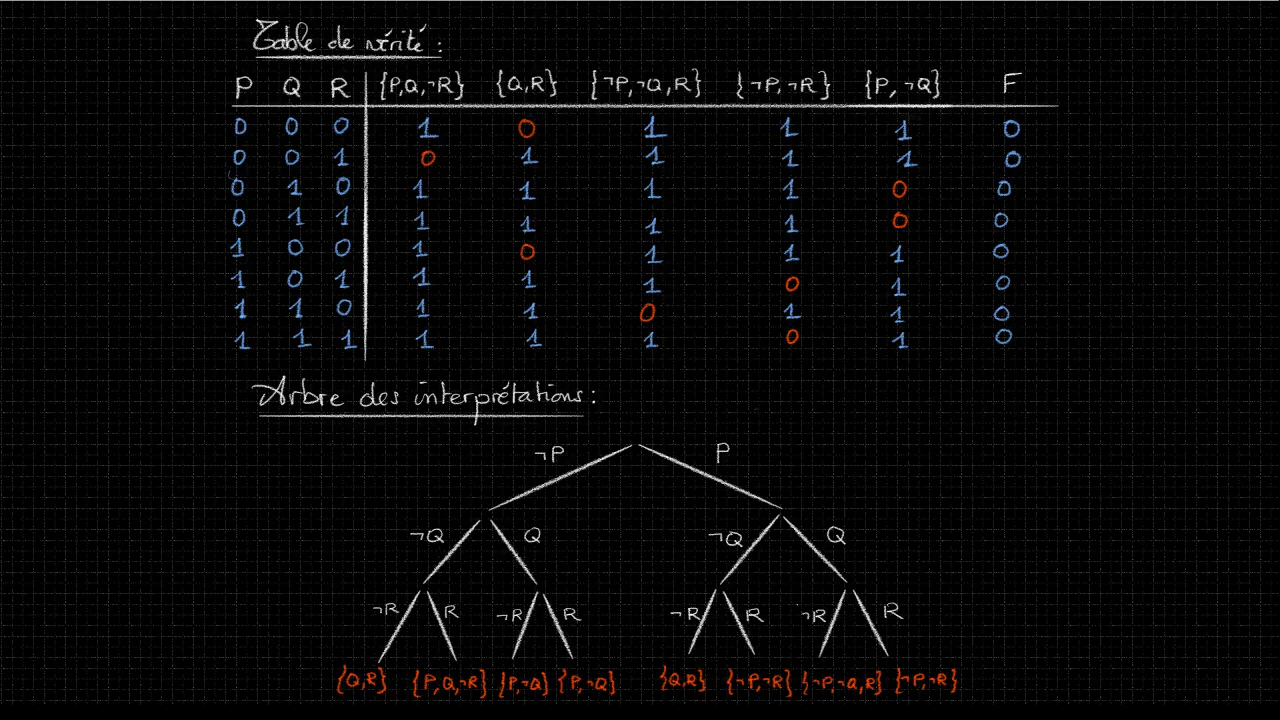 Table de vérité :
P Q R {P,Q,¬R} {Q,R} {¬P,¬Q,R} {¬P,¬R} {P,¬Q} F
0 0 0 1 0 1 1 1 0
0 0 1 0 1 1 1 1 0
0 1 0 1 1 1 1 0 0
0 1 1 1 1 1 1 0 0
1 0 0 1 0 1 1 1 0
1 0 1 1 1 1 0 1 0
1 1 0 1 1 0 1 1 0
1 1 1 1 1 1 0 1 0
Arbre des interprétations :
¬P P
¬Q Q ¬Q Q
¬R R ¬R R ¬R R ¬R R
{Q,R} {P,Q,¬R} {P,¬Q} {P,¬Q} {Q,R} {¬P,¬R} {¬P,¬Q,R} {¬P,¬R}